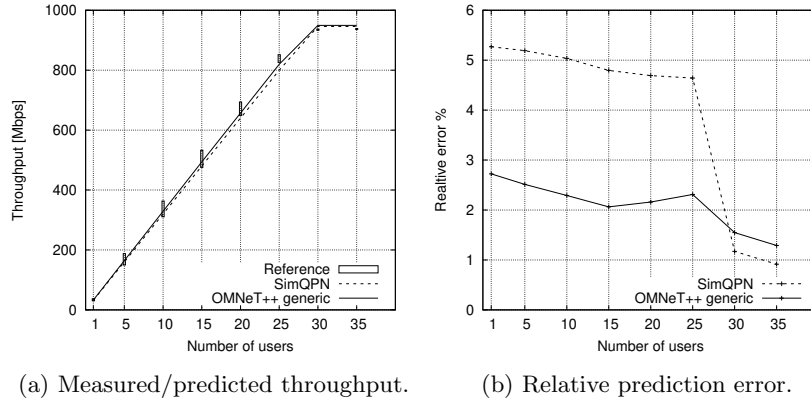 1000
800
600
400
200
0
Throughput [Mbps]
Reference
SimQPN
OMNeT++ generic
1 5 10 15 20 25 30 35
Number of users
(a) Measured/predicted throughput.
6
5
4
3
2
1
0
Realtive error %
SimQPN
OMNeT++ generic
1 5 10 15 20 25 30 35
Number of users
(b) Relative prediction error.